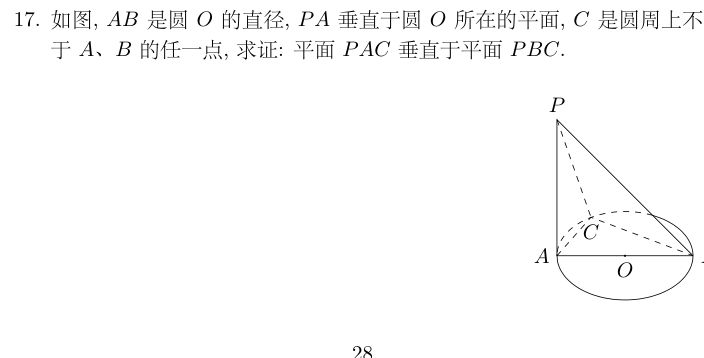 17. 如图, AB 是圆 O 的直径, PA 垂直于圆 O 所在的平面, C 是圆周上不
于 A、B 的任一点, 求证: 平面 PAC 垂直于平面 PBC.
P
C
A
O
28